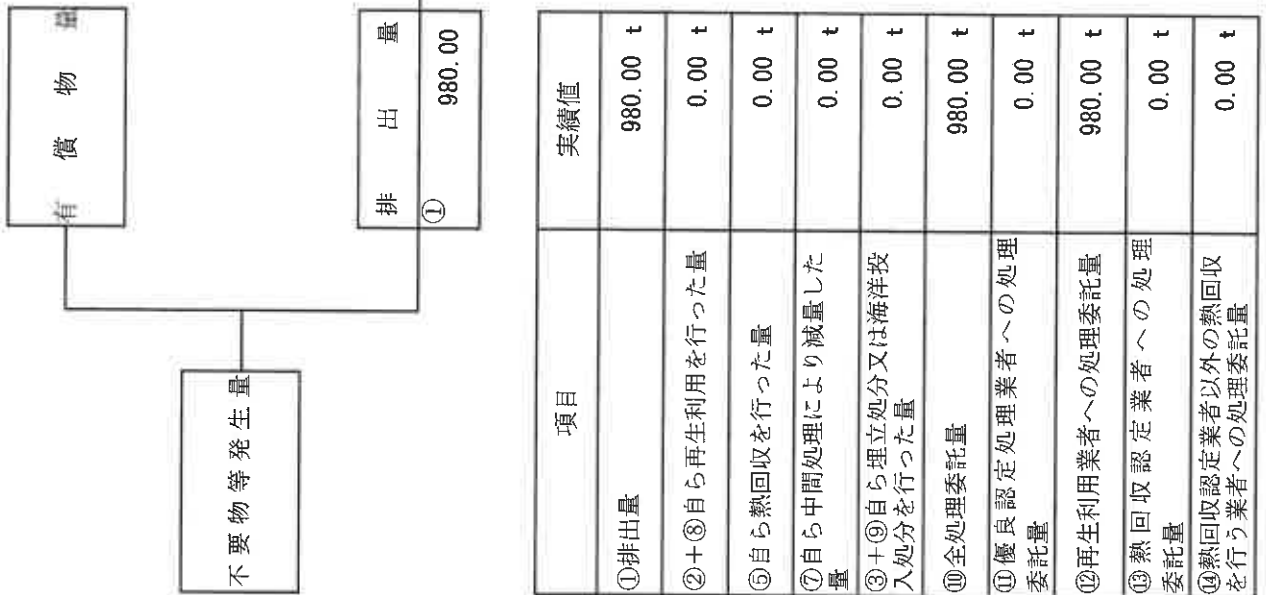 有償物量
不要物等発生量
排出量
①
980.00
項目 実績値
①排出量 980.00 t
②+⑧自ら再生利用を行った量 0.00 t
⑤自ら熱回収を行った量 0.00 t
⑦自ら中間処理により減量した
量 0.00 t
③+⑨自ら埋立処分又は海洋投
入処分を行った量 0.00 t
⑩全処理委託量 980.00 t
⑪優良認定処理業者への処理
委託量 0.00 t
⑫再生利用業者への処理委託量 980.00 t
⑬熱回収認定業者への処理
委託量 0.00 t
⑭熱回収認定業者以外の熱回収
を行う業者への処理委託量 0.00 t